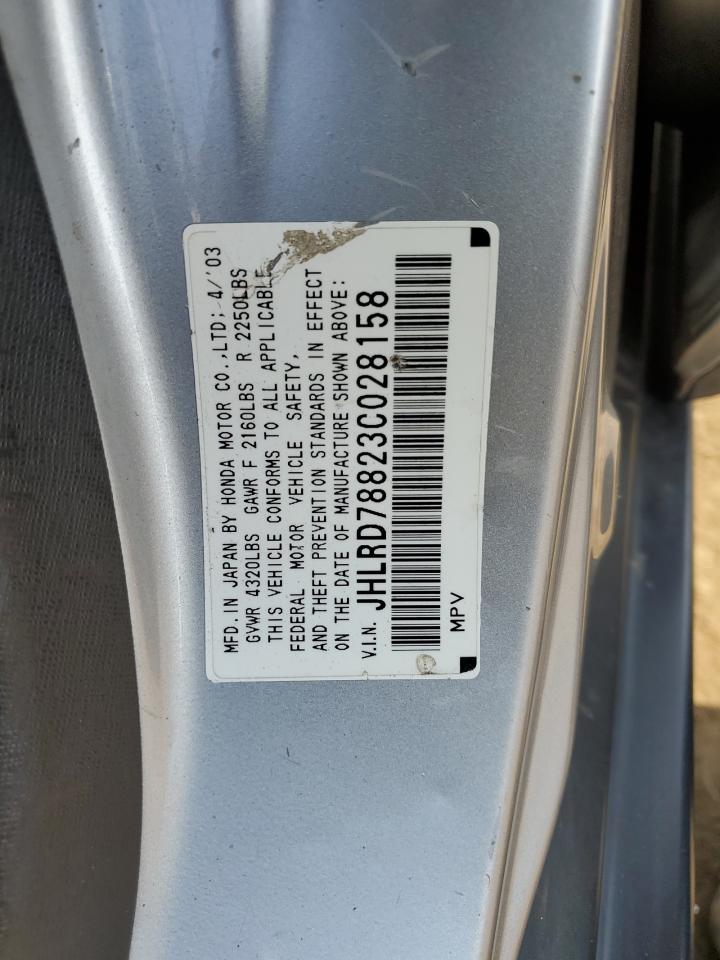 MFD. IN JAPAN BY HONDA MOTOR CO.,LTD; 4/'03
GVWR 4320LBS GAWR F 2160LBS R 2250LBS
THIS VEHICLE CONFORMS TO ALL APPLICABLE
FEDERAL MOTOR VEHICLE SAFETY,
AND THEFT PREVENTION STANDARDS IN EFFECT
ON THE DATE OF MANUFACTURE SHOWN ABOVE:
V.I.N. JHLRD78823C028158
MPV